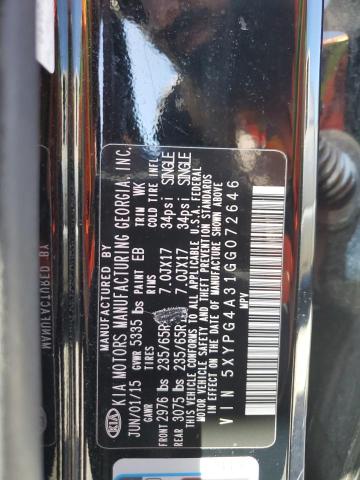 MANUFACTURED BY
KIA KIA MOTORS MANUFACTURING GEORGIA, INC.
JUN/01/15 GVWR 5335 lbs PAINT EB TRIM WK
GAWR TIRES RIMS COLD TIRE INFL
FRONT 2976 lbs 235/65R 7.0JX17 34psi SINGLE
REAR 3075 lbs 235/65R 7.0JX17 34psi SINGLE
THIS VEHICLE CONFORMS TO ALL APPLICABLE U.S.A. FEDERAL
MOTOR VEHICLE SAFETY AND THEFT PREVENTION STANDARDS
IN EFFECT ON THE DATE OF MANUFACTURE SHOWN ABOVE
VIN 5XYPG4A31GG072646
MPV